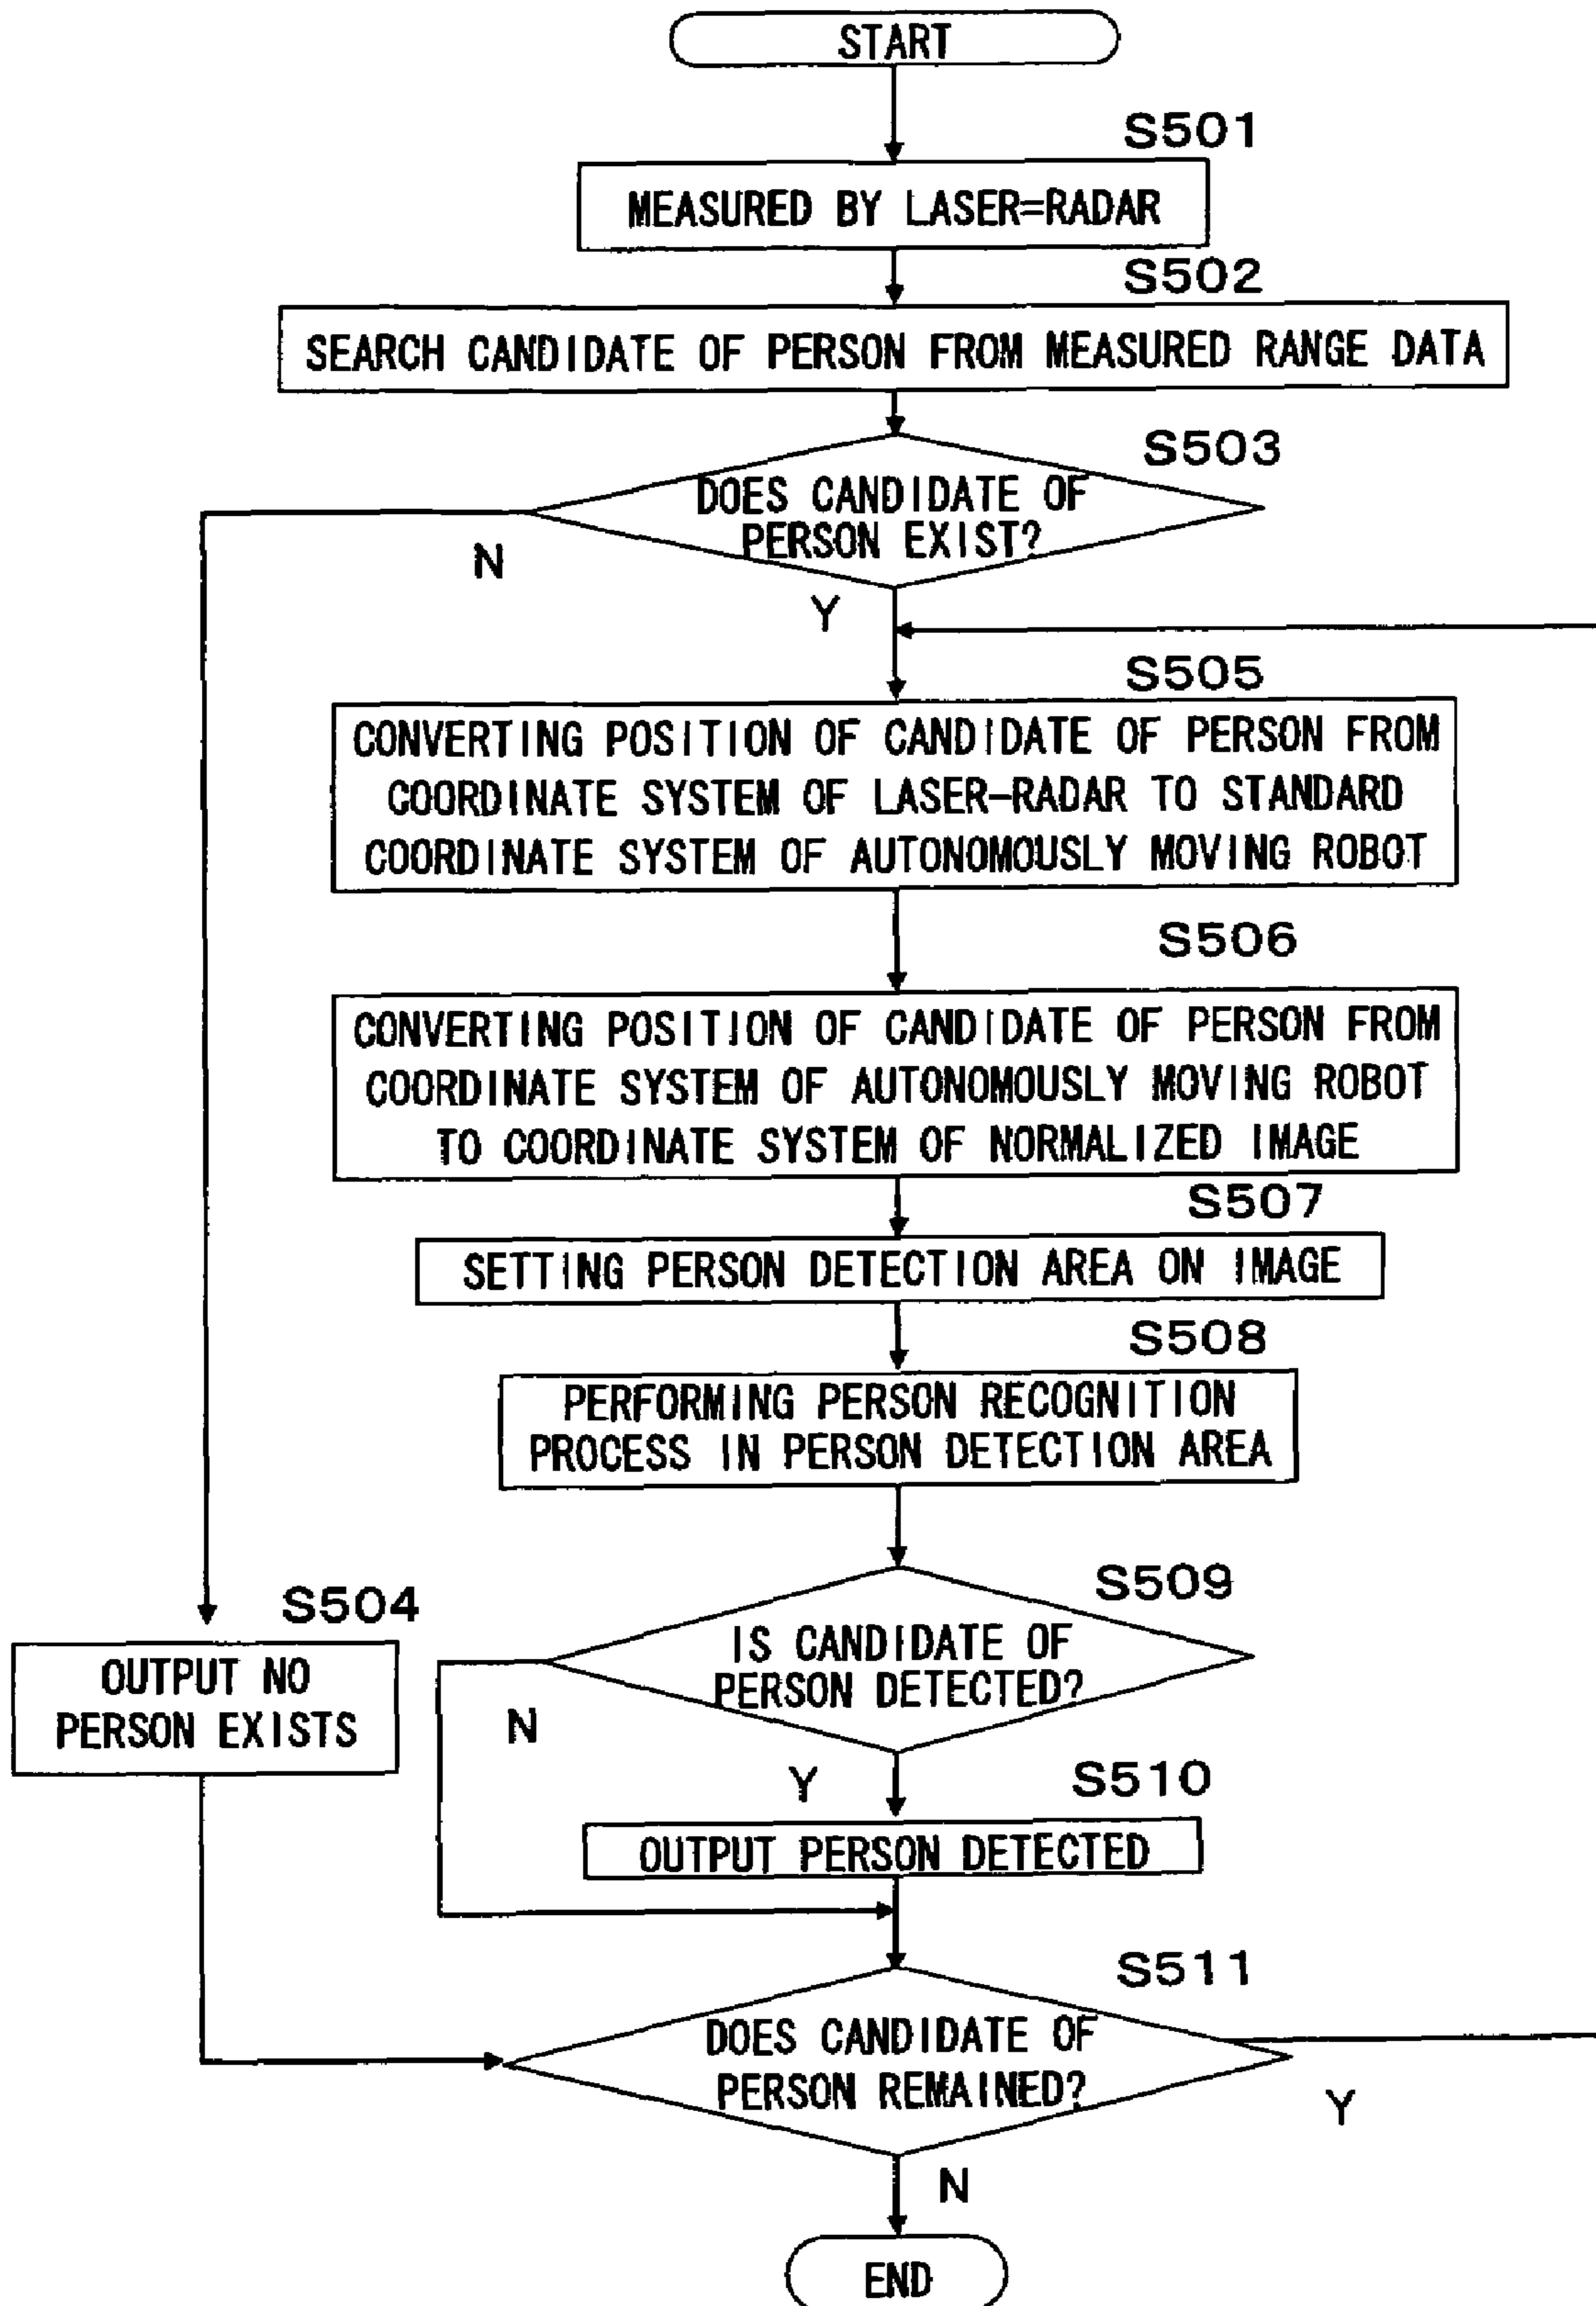 START
S501
MEASURED BY LASER=RADAR
S502
SEARCH CANDIDATE OF PERSON FROM MEASURED RANGE DATA
S503
DOES CANDIDATE OF
PERSON EXIST?
N
Y
S505
CONVERTING POSITION OF CANDIDATE OF PERSON FROM
COORDINATE SYSTEM OF LASER-RADAR TO STANDARD
COORDINATE SYSTEM OF AUTONOMOUSLY MOVING ROBOT
S506
CONVERTING POSITION OF CANDIDATE OF PERSON FROM
COORDINATE SYSTEM OF AUTONOMOUSLY MOVING ROBOT
TO COORDINATE SYSTEM OF NORMALIZED IMAGE
S507
SETTING PERSON DETECTION AREA ON IMAGE
S508
PERFORMING PERSON RECOGNITION
PROCESS IN PERSON DETECTION AREA
S509
IS CANDIDATE OF
PERSON DETECTED?
S504
OUTPUT NO
PERSON EXISTS
N
Y
S510
OUTPUT PERSON DETECTED
S511
DOES CANDIDATE OF
PERSON REMAINED?
Y
N
END